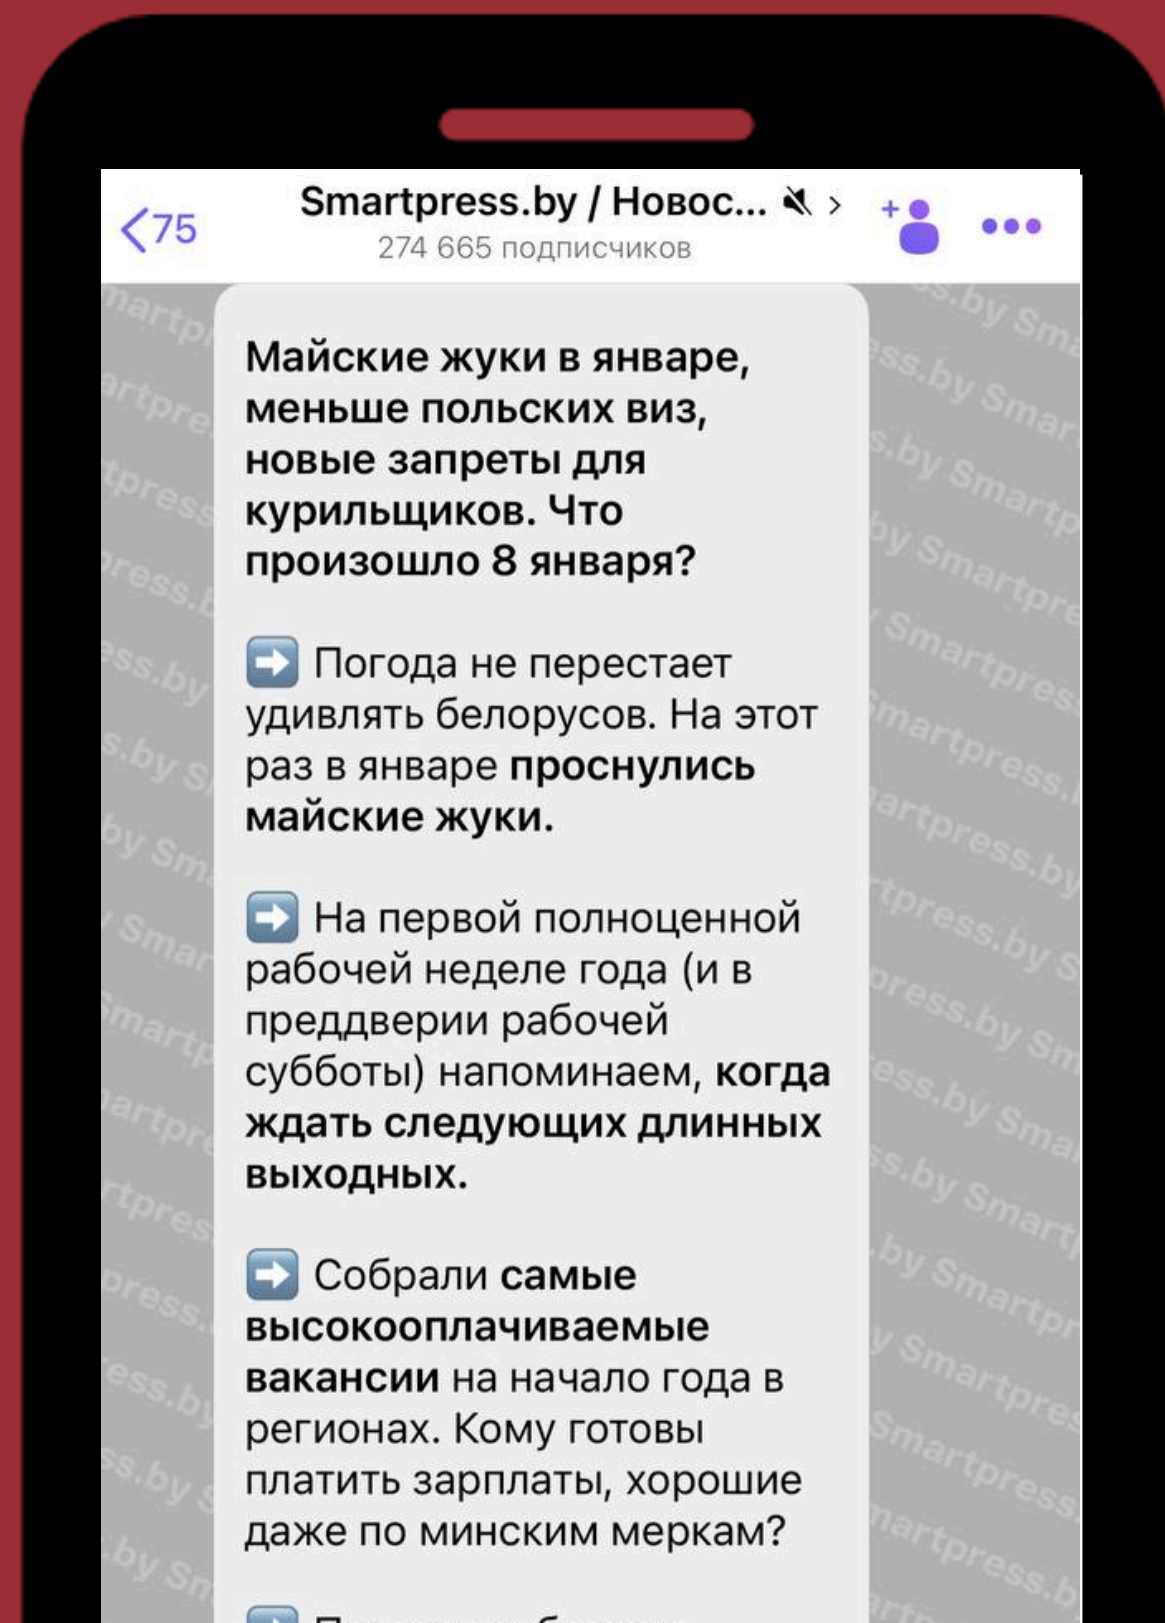 Smartpress.by / Новос...
75
274 665 подписчиков
Майские жуки в январе,
меньше польских виз,
новые запреты для
курильщиков. Что
произошло 8 января?
➡️ Погода не перестает
удивлять белорусов. На этот
раз в январе проснулись
майские жуки.
➡️ На первой полноценной
рабочей неделе года (и в
преддверии рабочей
субботы) напоминаем, когда
ждать следующих длинных
выходных.
➡️ Собрали самые
высокооплачиваемые
вакансии на начало года в
регионах. Кому готовы
платить зарплаты, хорошие
даже по минским меркам?